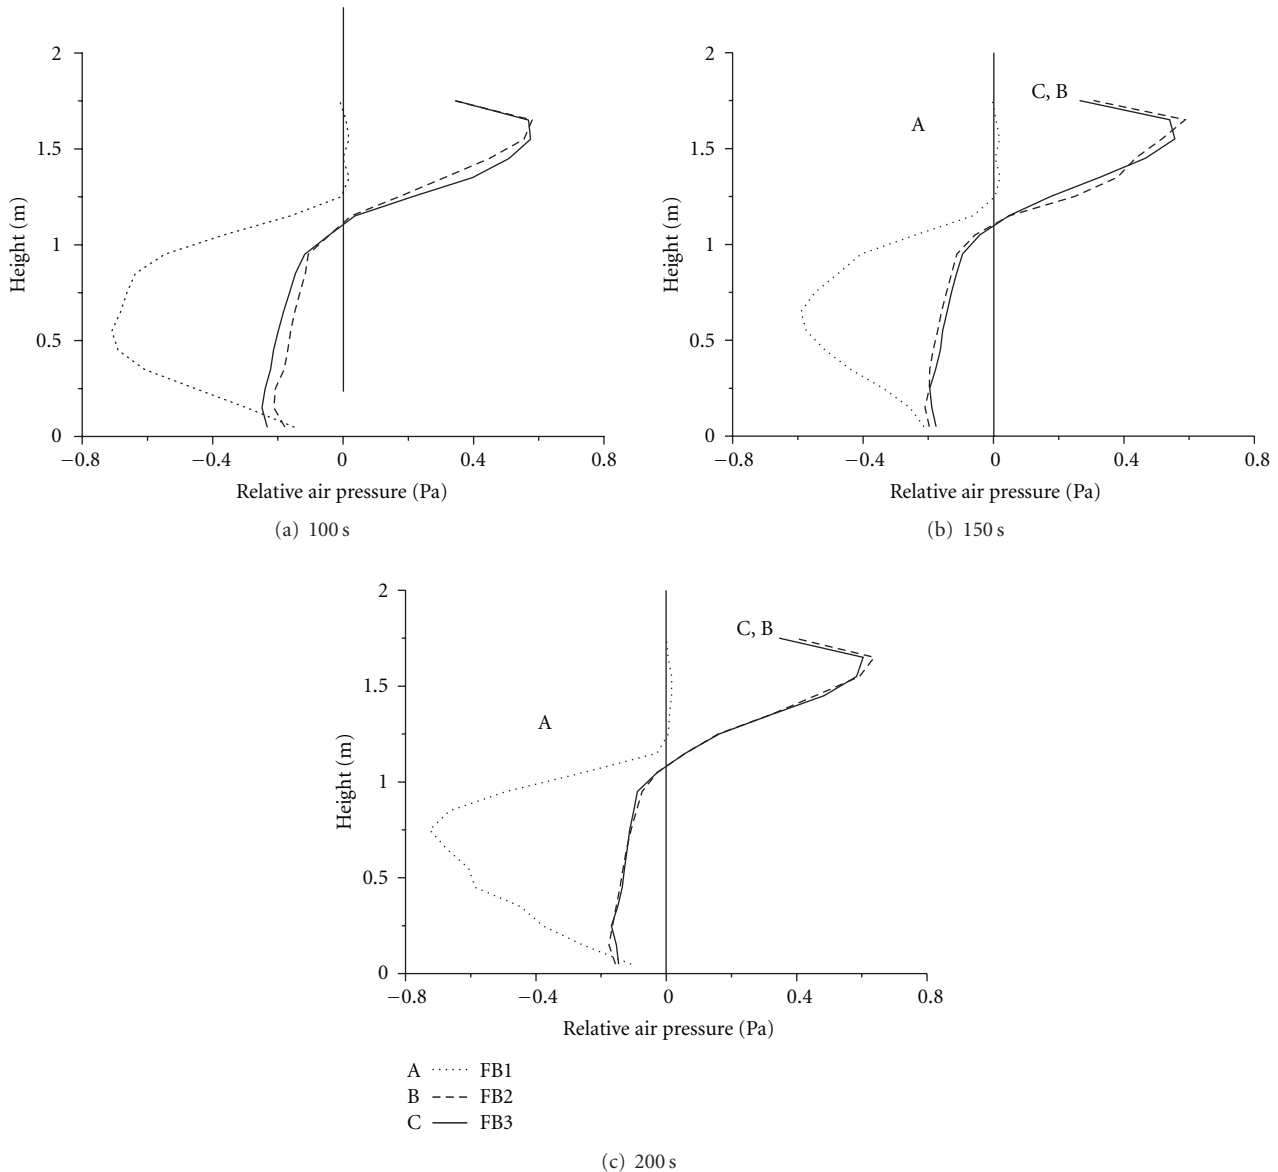 2
1.5
1
0.5
0
Height (m)
−0.8
−0.4
0
0.4
0.8
Relative air pressure (Pa)
(a) 100 s
2
1.5
1
0.5
0
Height (m)
A
C, B
−0.8
−0.4
0
0.4
0.8
Relative air pressure (Pa)
(b) 150 s
2
1.5
1
0.5
0
Height (m)
C, B
A
−0.8
−0.4
0
0.4
0.8
Relative air pressure (Pa)
A FB1
B FB2
C FB3
(c) 200 s